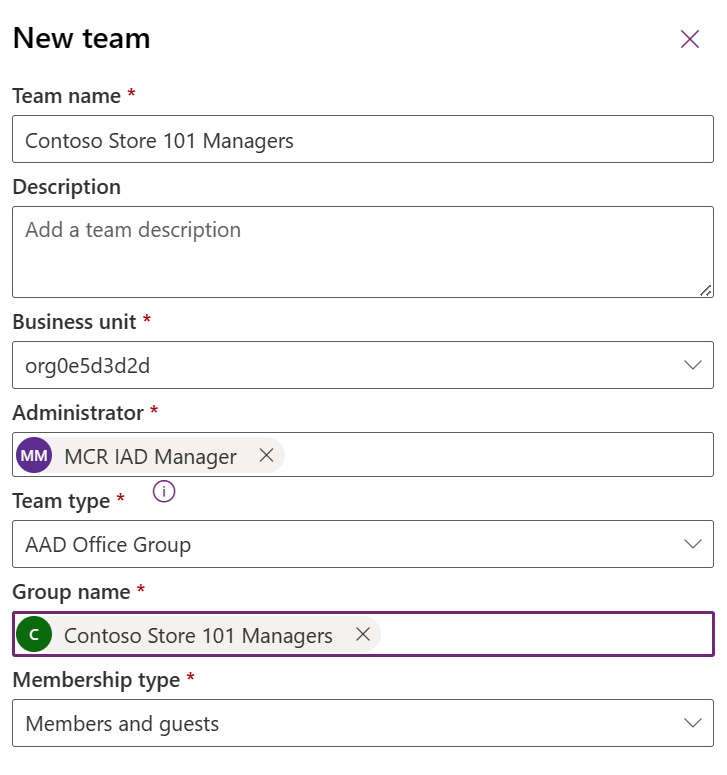 New team
Team name *
Contoso Store 101 Managers
Description
Add a team description
Business unit *
org0e5d3d2d
Administrator *
MM MCR IAD Manager
Team type *
AAD Office Group
Group name *
C Contoso Store 101 Managers
Membership type *
Members and guests